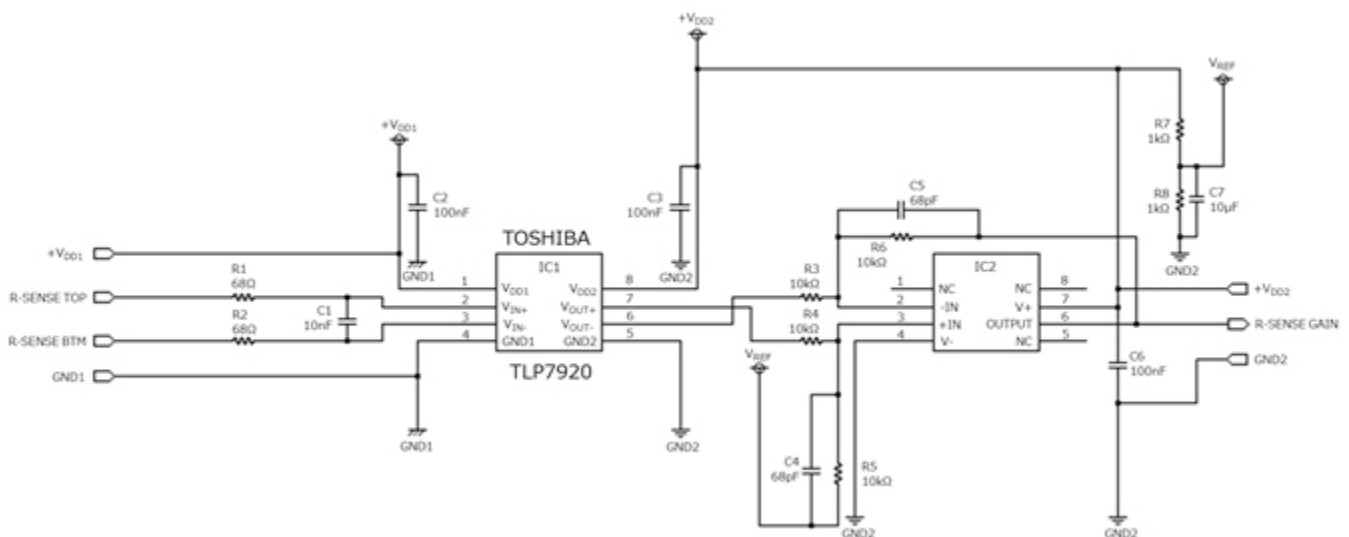 +VDD2
VREF
R7
1kΩ
+VDD1
C2
100nF
C3
100nF
C5
68pF
R8
1kΩ
C7
10µF
R6
10kΩ
GND2
TOSHIBA
GND1
GND2
+VDD1
IC1
IC2
R1
68Ω
R3
10kΩ
1
VDD1
VDD2
8
1
NC
NC
8
R-SENSE TOP
2
VIN+
VOUT+
7
2
-IN
V+
7
+VDD2
C1
10nF
R2
68Ω
R4
10kΩ
3
VIN-
VOUT-
6
3
+IN
OUTPUT
6
R-SENSE GAIN
R-SENSE BTM
4
GND1
GND2
5
4
V-
NC
5
VREF
TLP7920
C6
100nF
GND2
GND1
GND1
GND2
C4
68pF
R5
10kΩ
GND2
GND2